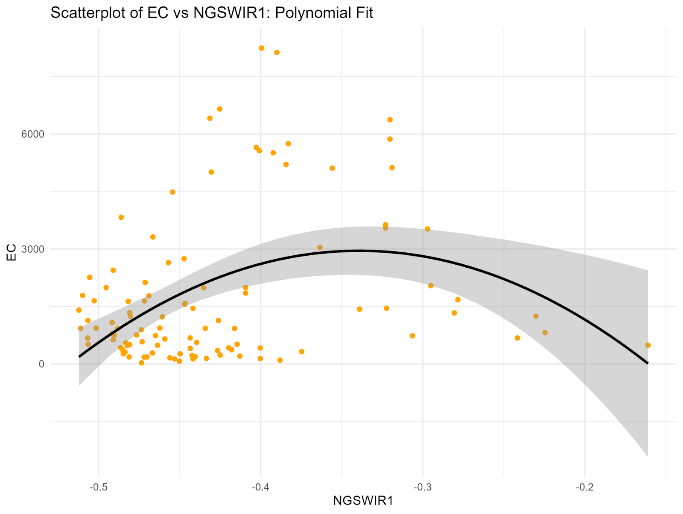 Scatterplot of EC vs NGSWIR1: Polynomial Fit
EC
6000
3000
0
-0.5
-0.4
-0.3
-0.2
NGSWIR1